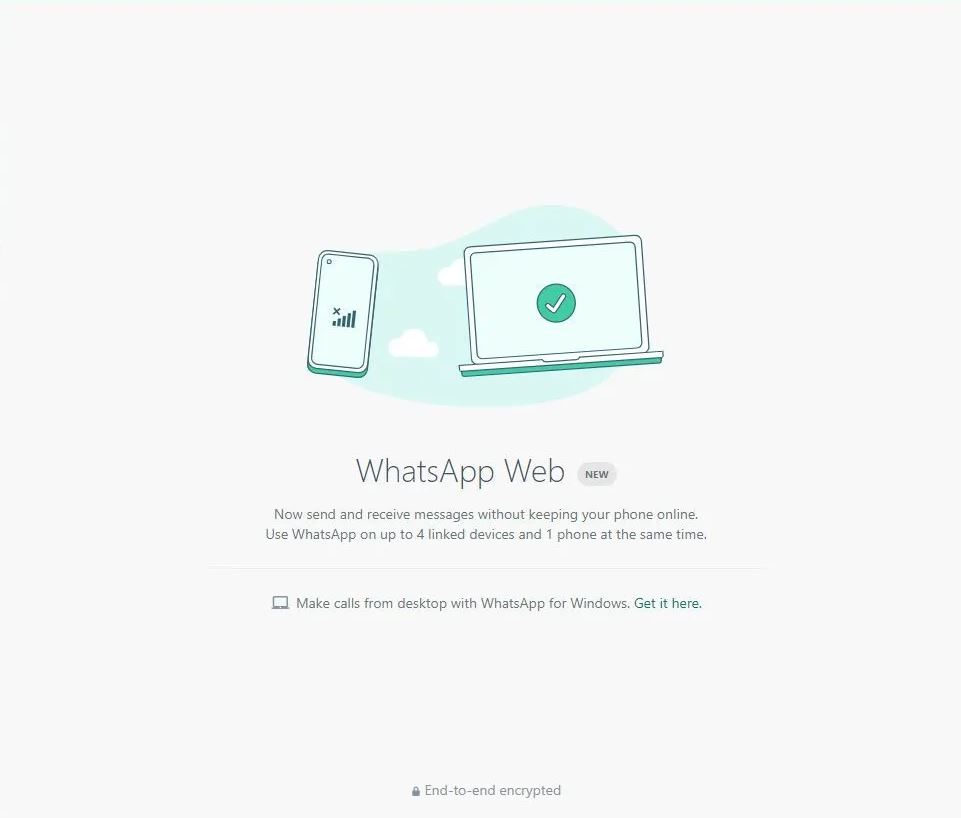 WhatsApp Web NEW
Now send and receive messages without keeping your phone online.
Use WhatsApp on up to 4 linked devices and 1 phone at the same time.
Make calls from desktop with WhatsApp for Windows. Get it here.
End-to-end encrypted